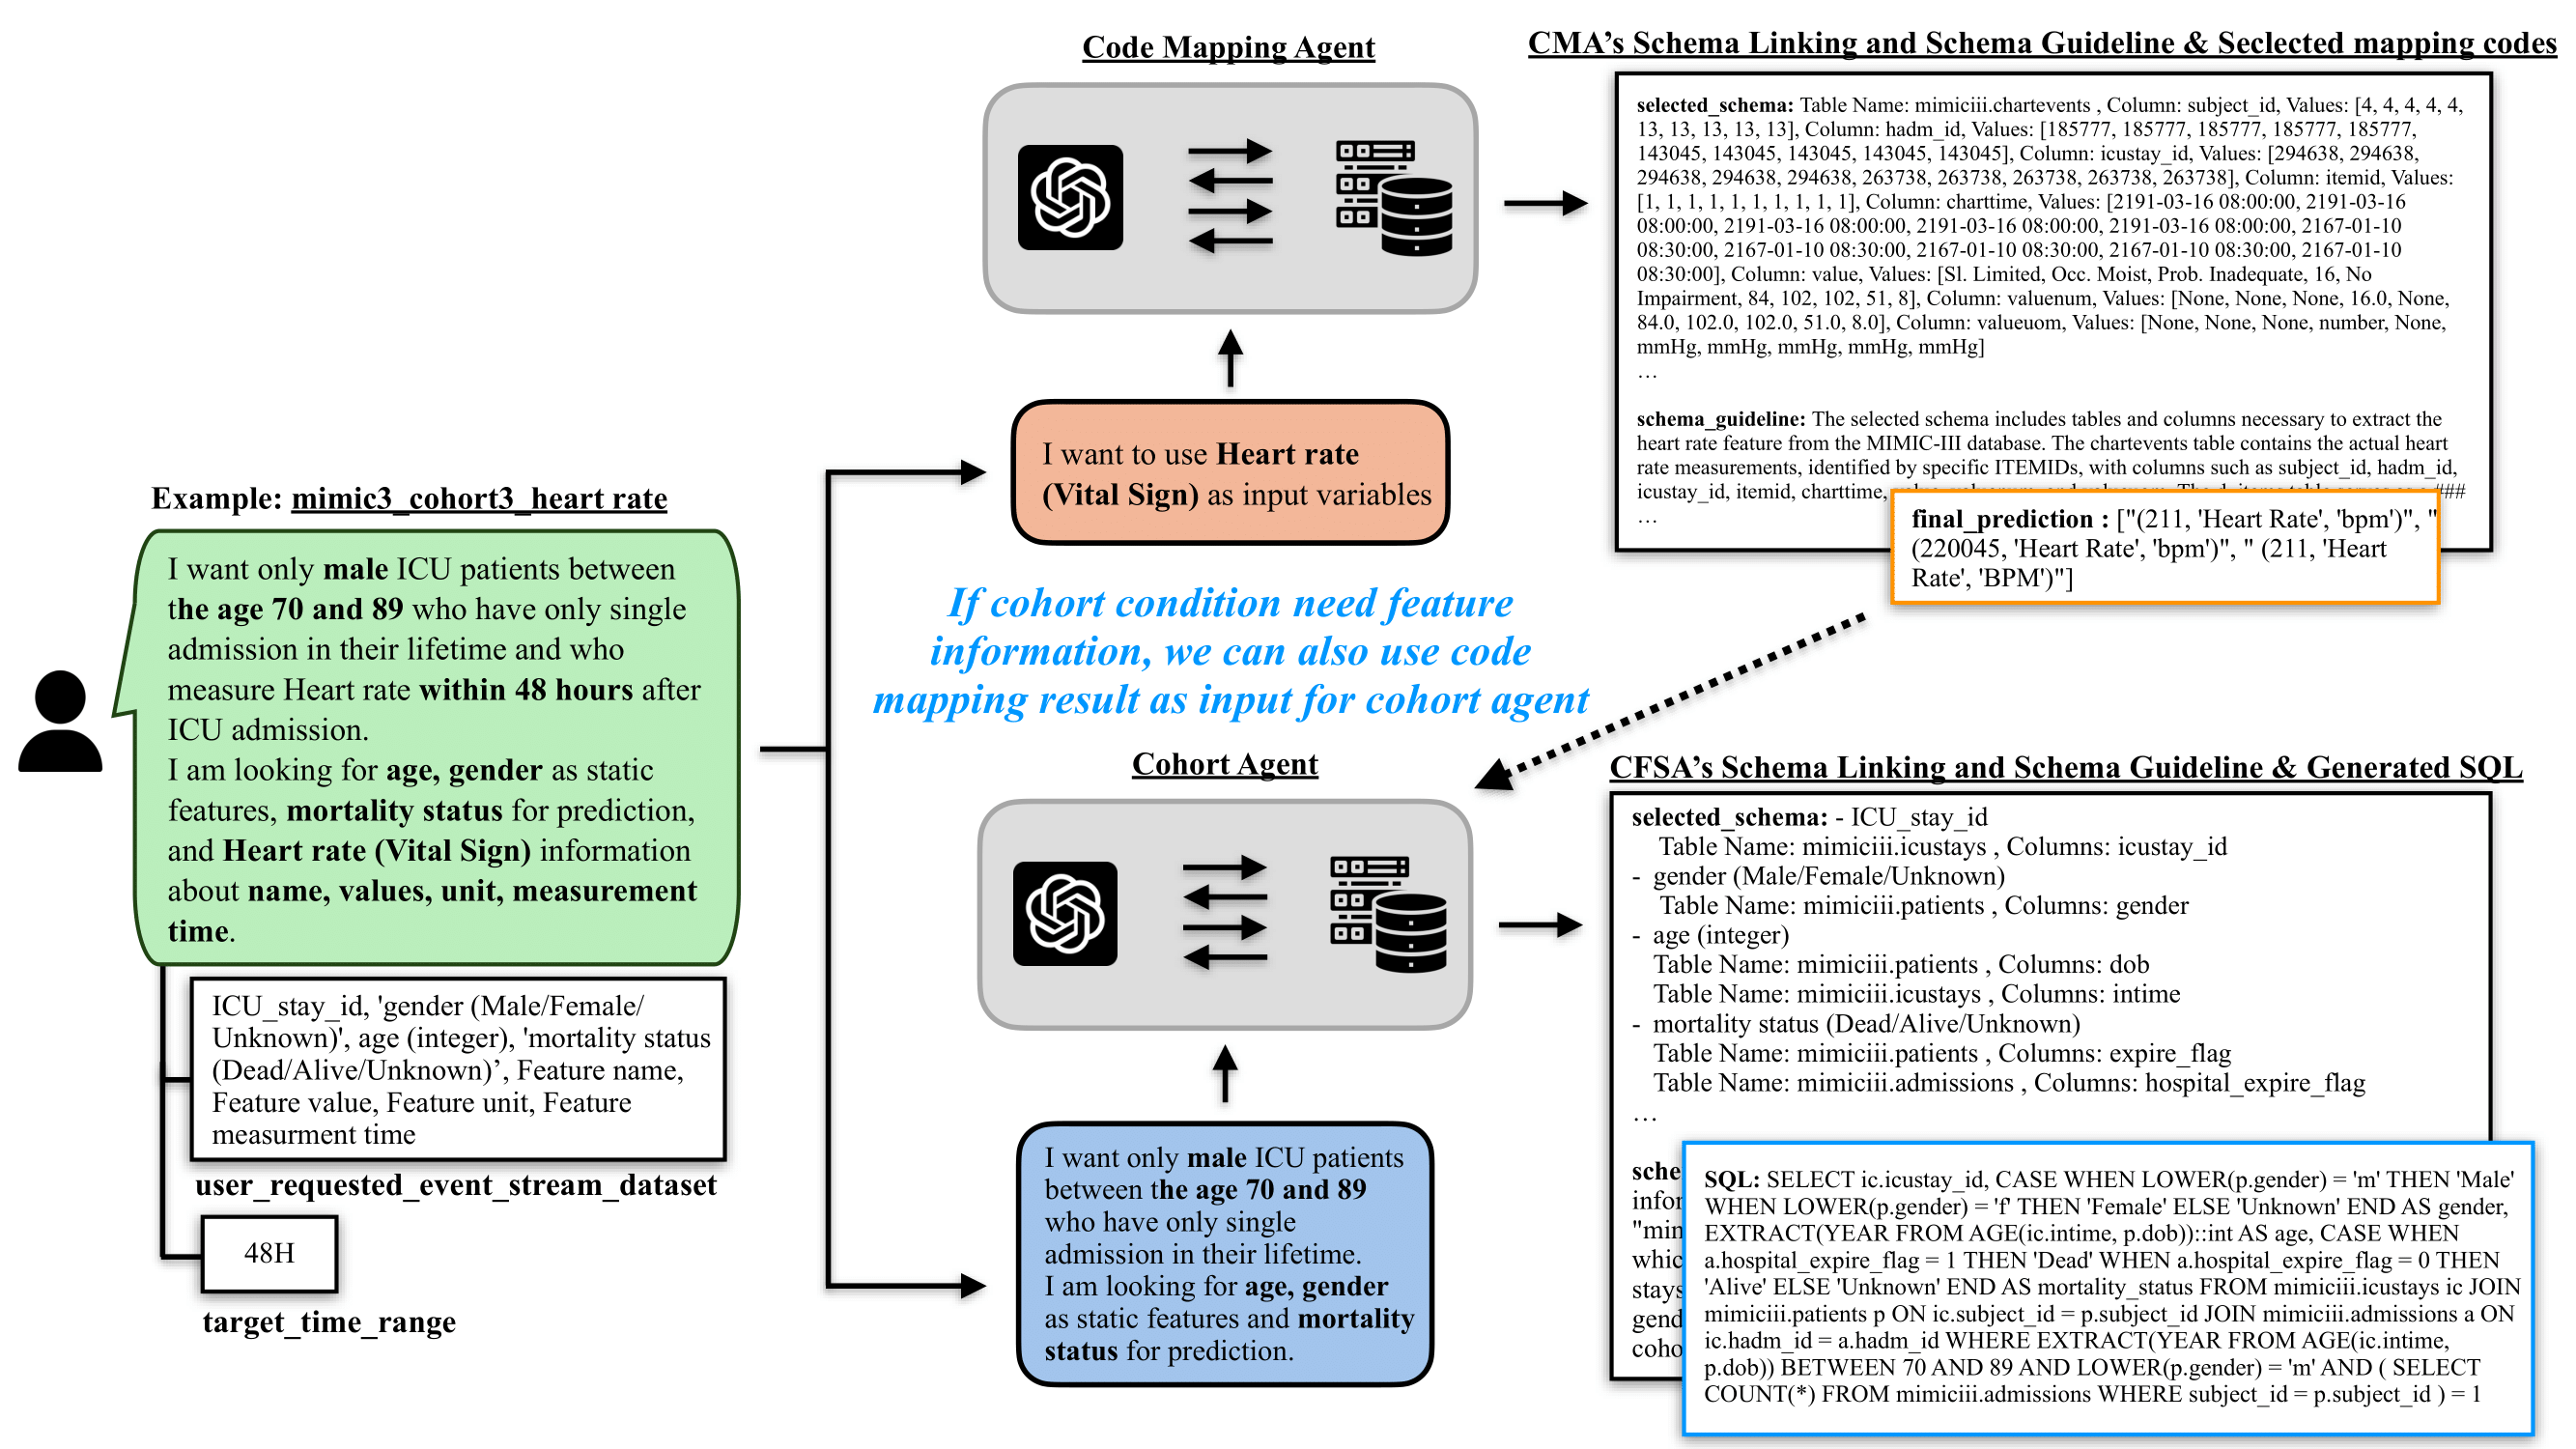 Code Mapping Agent
CMA’s Schema Linking and Schema Guideline & Seclected mapping codes
selected_schema: Table Name: mimiciii.chartevents , Column: subject_id, Values: [4, 4, 4, 4, 4,
13, 13, 13, 13, 13], Column: hadm_id, Values: [185777, 185777, 185777, 185777, 185777,
143045, 143045, 143045, 143045, 143045], Column: icustay_id, Values: [294638, 294638,
294638, 294638, 294638, 263738, 263738, 263738, 263738, 263738], Column: itemid, Values:
[1, 1, 1, 1, 1, 1, 1, 1, 1, 1], Column: charttime, Values: [2191-03-16 08:00:00, 2191-03-16
08:00:00, 2191-03-16 08:00:00, 2191-03-16 08:00:00, 2191-03-16 08:00:00, 2167-01-10
08:30:00, 2167-01-10 08:30:00, 2167-01-10 08:30:00, 2167-01-10 08:30:00, 2167-01-10
08:30:00], Column: value, Values: [Sl. Limited, Occ. Moist, Prob. Inadequate, 16, No
Impairment, 84, 102, 102, 51, 8], Column: valuenum, Values: [None, None, None, 16.0, None,
84.0, 102.0, 102.0, 51.0, 8.0], Column: valueuom, Values: [None, None, None, number, None,
mmHg, mmHg, mmHg, mmHg, mmHg]
…
schema_guideline: The selected schema includes tables and columns necessary to extract the
heart rate feature from the MIMIC-III database. The chartevents table contains the actual heart
rate measurements, identified by specific ITEMIDs, with columns such as subject_id, hadm_id,
icustay_id, itemid, charttime, ###
…
final_prediction : ["(211, 'Heart Rate', 'bpm')", "
(220045, 'Heart Rate', 'bpm')", " (211, 'Heart
Rate', 'BPM')"]
I want to use Heart rate
(Vital Sign) as input variables
Example: mimic3_cohort3_heart rate
I want only male ICU patients between
the age 70 and 89 who have only single
admission in their lifetime and who
measure Heart rate within 48 hours after
ICU admission.
I am looking for age, gender as static
features, mortality status for prediction,
and Heart rate (Vital Sign) information
about name, values, unit, measurement
time.
ICU_stay_id, 'gender (Male/Female/
Unknown)', age (integer), 'mortality status
(Dead/Alive/Unknown)’, Feature name,
Feature value, Feature unit, Feature
measurment time
user_requested_event_stream_dataset
48H
target_time_range
If cohort condition need feature
information, we can also use code
mapping result as input for cohort agent
Cohort Agent
I want only male ICU patients
between the age 70 and 89
who have only single
admission in their lifetime.
I am looking for age, gender
as static features and mortality
status for prediction.
CFSA’s Schema Linking and Schema Guideline & Generated SQL
selected_schema: - ICU_stay_id
Table Name: mimiciii.icustays , Columns: icustay_id
- gender (Male/Female/Unknown)
Table Name: mimiciii.patients , Columns: gender
- age (integer)
Table Name: mimiciii.patients , Columns: dob
Table Name: mimiciii.icustays , Columns: intime
- mortality status (Dead/Alive/Unknown)
Table Name: mimiciii.patients , Columns: expire_flag
Table Name: mimiciii.admissions , Columns: hospital_expire_flag
…
sche
infor
"min
whic
stays
gend
coho
SQL: SELECT ic.icustay_id, CASE WHEN LOWER(p.gender) = 'm' THEN 'Male'
WHEN LOWER(p.gender) = 'f' THEN 'Female' ELSE 'Unknown' END AS gender,
EXTRACT(YEAR FROM AGE(ic.intime, p.dob))::int AS age, CASE WHEN
a.hospital_expire_flag = 1 THEN 'Dead' WHEN a.hospital_expire_flag = 0 THEN
'Alive' ELSE 'Unknown' END AS mortality_status FROM mimiciii.icustays ic JOIN
mimiciii.patients p ON ic.subject_id = p.subject_id JOIN mimiciii.admissions a ON
ic.hadm_id = a.hadm_id WHERE EXTRACT(YEAR FROM AGE(ic.intime,
p.dob)) BETWEEN 70 AND 89 AND LOWER(p.gender) = 'm' AND ( SELECT
COUNT(*) FROM mimiciii.admissions WHERE subject_id = p.subject_id ) = 1